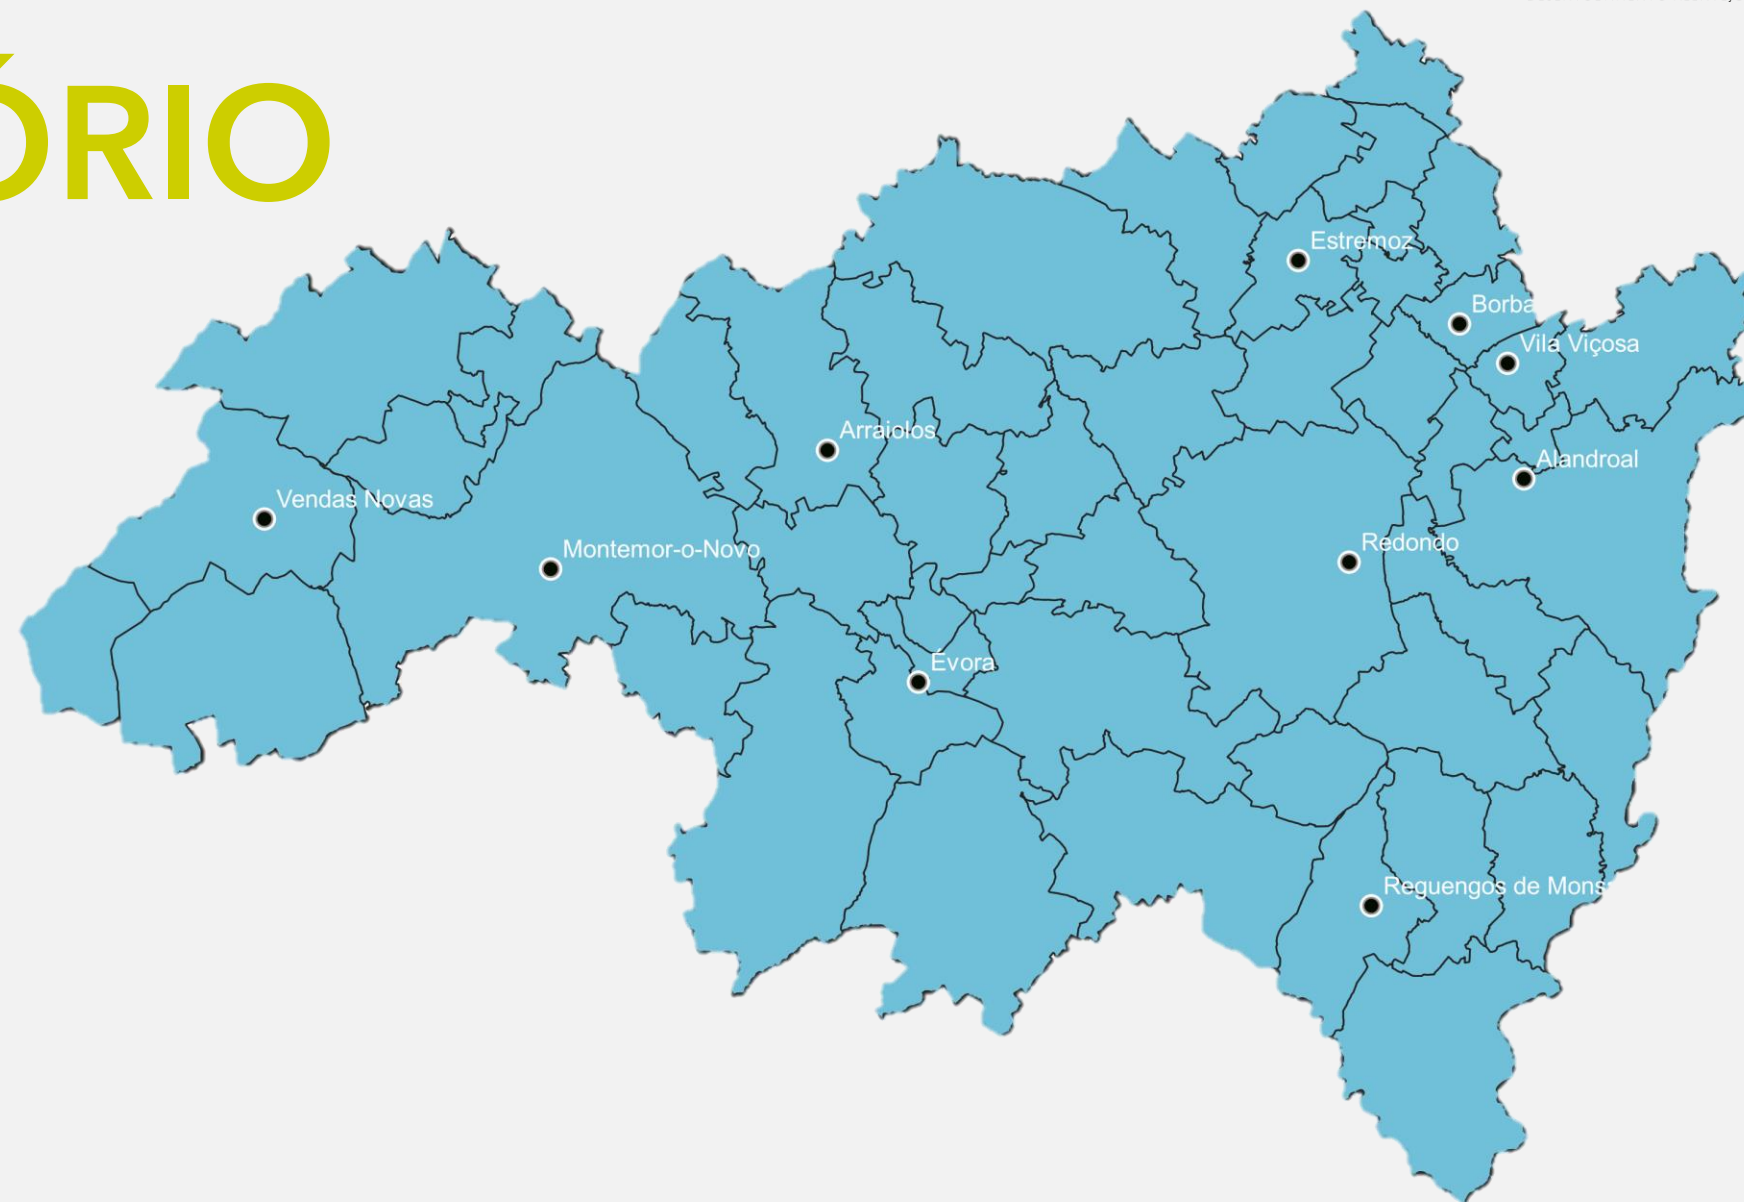 ÓRIO
Estremoz
Borba
Vila Viçosa
Arraiolos
Alandroal
Vendas Novas
Redondo
Montemor-o-Novo
Évora
Reguengos de Mons